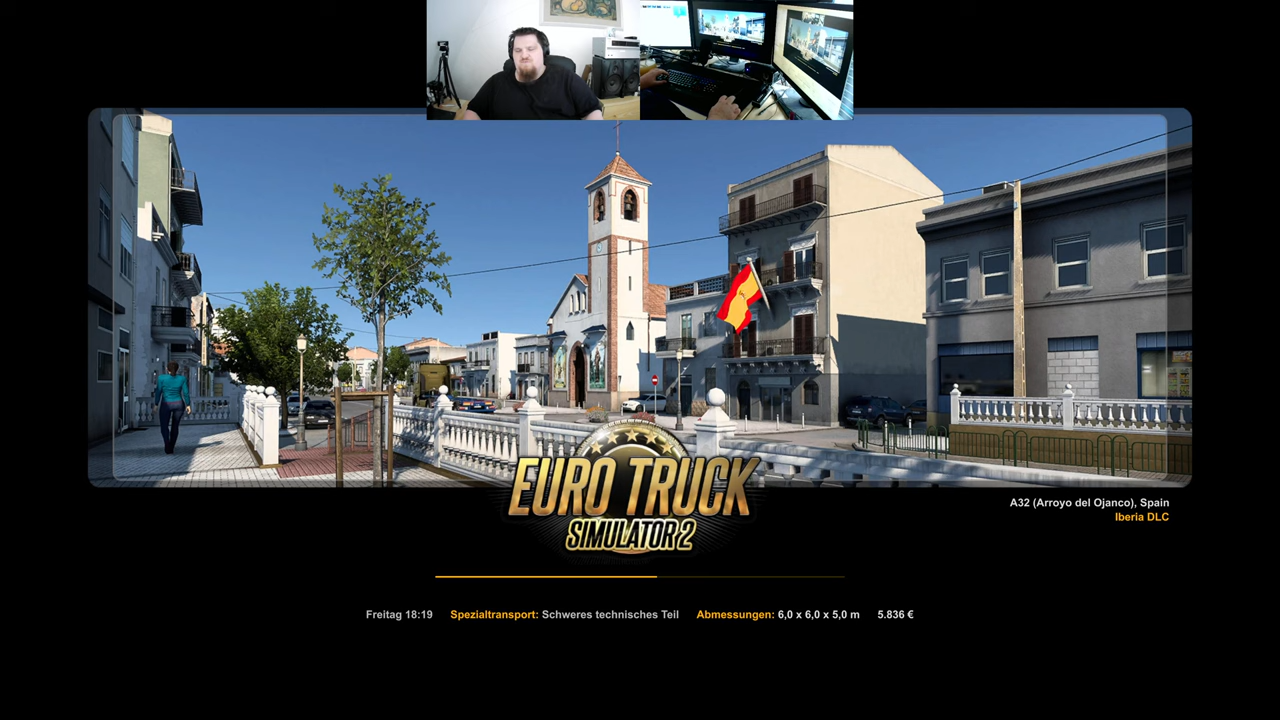 EURO TRUCK
SIMULATOR 2
A32 (Arroyo del Ojanco), Spain
Iberia DLC
Freitag 18:19 Spezialtransport: Schweres technisches Teil Abmessungen: 6,0 x 6,0 x 5,0 m 5.836 €